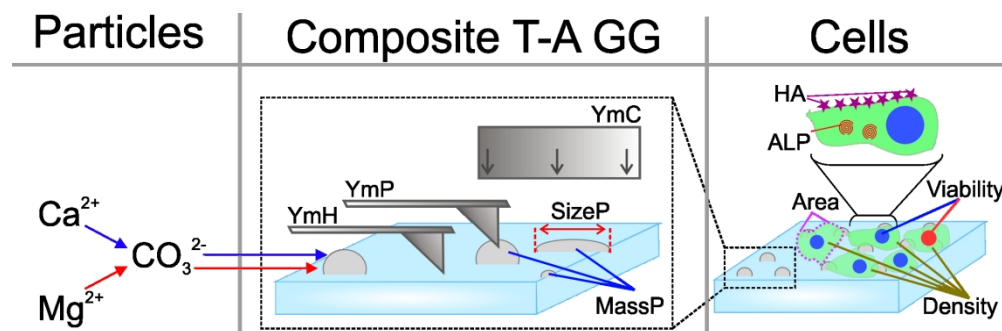 Particles
Composite T-A GG
Cells
Ca²⁺
CO₃²⁻
Mg²⁺
YmC
YmP
YmH
SizeP
MassP
HA
ALP
Area
Viability
Density